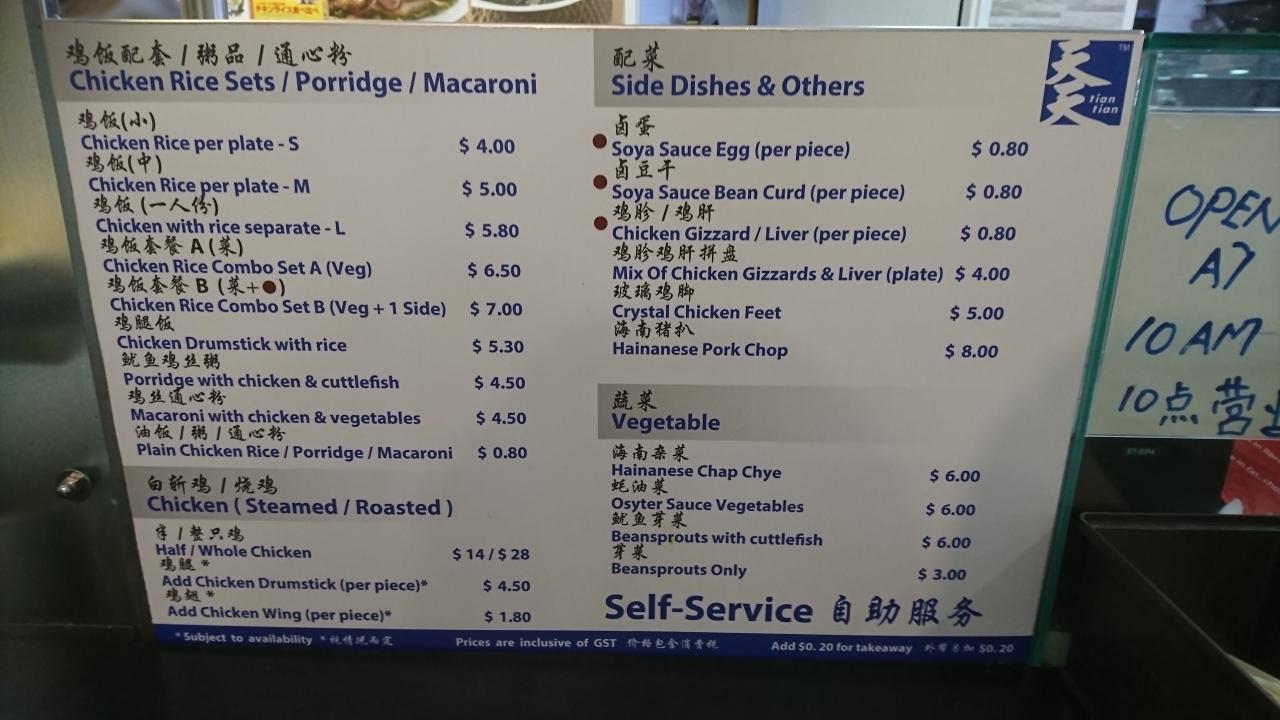 鸡饭配套 / 粥品 / 通心粉
Chicken Rice Sets / Porridge / Macaroni
鸡饭(小)
Chicken Rice per plate - S $ 4.00
鸡饭(中)
Chicken Rice per plate - M $ 5.00
鸡饭 (一人份)
Chicken with rice separate - L $ 5.80
鸡饭套餐 A (菜)
Chicken Rice Combo Set A (Veg) $ 6.50
鸡饭套餐 B (菜+●)
Chicken Rice Combo Set B (Veg + 1 Side) $ 7.00
鸡腿饭
Chicken Drumstick with rice $ 5.30
鱿鱼鸡丝粥
Porridge with chicken & cuttlefish $ 4.50
鸡丝通心粉
Macaroni with chicken & vegetables $ 4.50
油饭 / 粥 / 通心粉
Plain Chicken Rice / Porridge / Macaroni $ 0.80
白斩鸡 / 烧鸡
Chicken ( Steamed / Roasted )
半 / 整只鸡
Half / Whole Chicken $ 14 / $ 28
鸡腿 *
Add Chicken Drumstick (per piece)* $ 4.50
鸡翅 *
Add Chicken Wing (per piece)* $ 1.80
配菜
Side Dishes & Others
卤蛋
Soya Sauce Egg (per piece) $ 0.80
卤豆干
Soya Sauce Bean Curd (per piece) $ 0.80
鸡胗 / 鸡肝
Chicken Gizzard / Liver (per piece) $ 0.80
鸡胗鸡肝拼盘
Mix Of Chicken Gizzards & Liver (plate) $ 4.00
玻璃鸡脚
Crystal Chicken Feet $ 5.00
海南猪扒
Hainanese Pork Chop $ 8.00
蔬菜
Vegetable
海南杂菜
Hainanese Chap Chye $ 6.00
蚝油菜
Osyter Sauce Vegetables $ 6.00
鱿鱼芽菜
Beansprouts with cuttlefish $ 6.00
芽菜
Beansprouts Only $ 3.00
Self-Service 自助服务
* Subject to availability * 视情况而定 Prices are inclusive of GST 价格包含消费税 Add $0. 20 for takeaway 外带另加 $0. 20
天天
TM
tian
tian
OPEN
AT
10 AM
10点营业